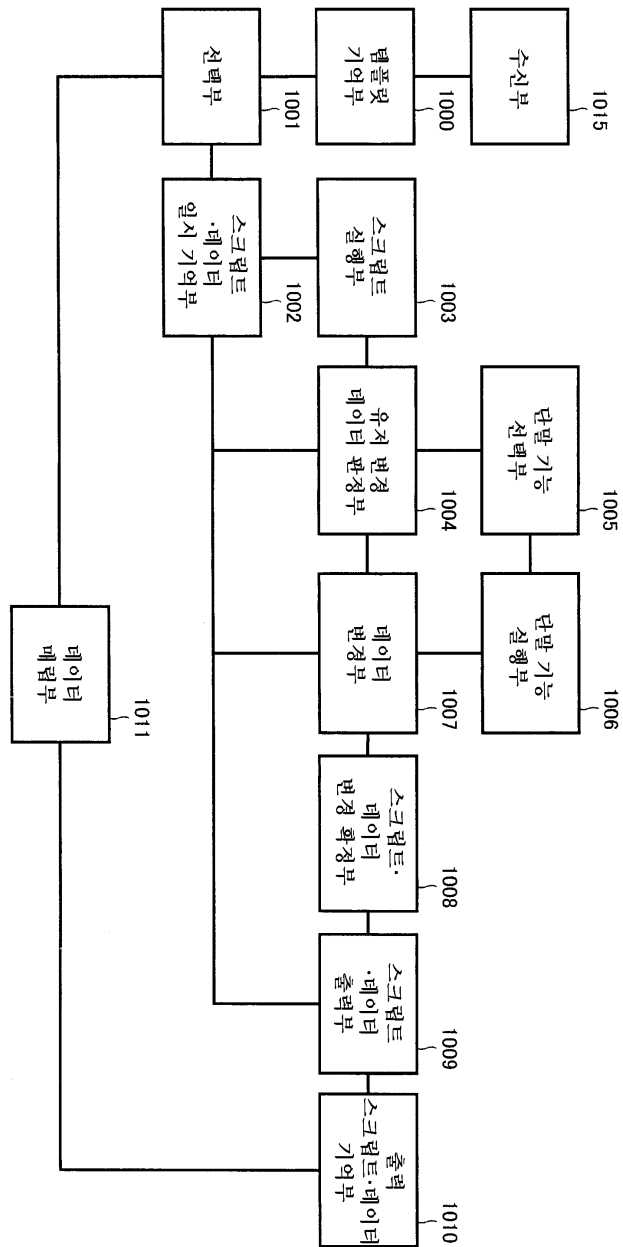 1015
수신부
1005
단말 기능
선택부
1006
단말 기능
실행부
1000
템플릿
기억부
1003
스크립트
실행부
1004
유저 변경
데이터 판정부
1007
데이터
변경부
1008
스크립트·
데이터
변경 확정부
1009
스크립트
·데이터
출력부
1010
출력
스크립트·데이터
기억부
1001
선택부
1002
스크립트
·데이터
일시 기억부
1011
데이터
매립부